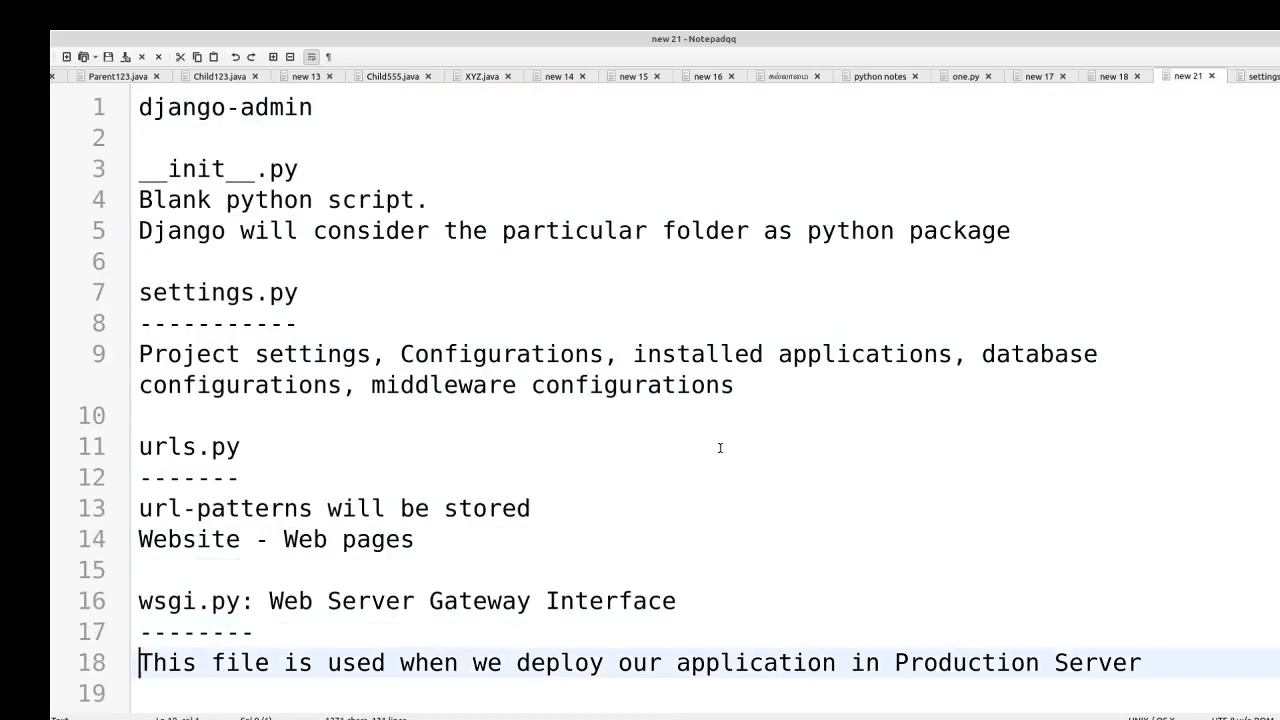 new 21 - Notepadqq
Parent123.java Child123.java new 13 Child555.java XYZ.java new 14 new 15 new 16 கல்லாமை python notes one.py new 17 new 18 new 21 settings
1 django-admin
2
3 __init__.py
4 Blank python script.
5 Django will consider the particular folder as python package
6
7 settings.py
8 -----------
9 Project settings, Configurations, installed applications, database
configurations, middleware configurations
10
11 urls.py
12 -------
13 url-patterns will be stored
14 Website - Web pages
15
16 wsgi.py: Web Server Gateway Interface
17 --------
18 This file is used when we deploy our application in Production Server
19